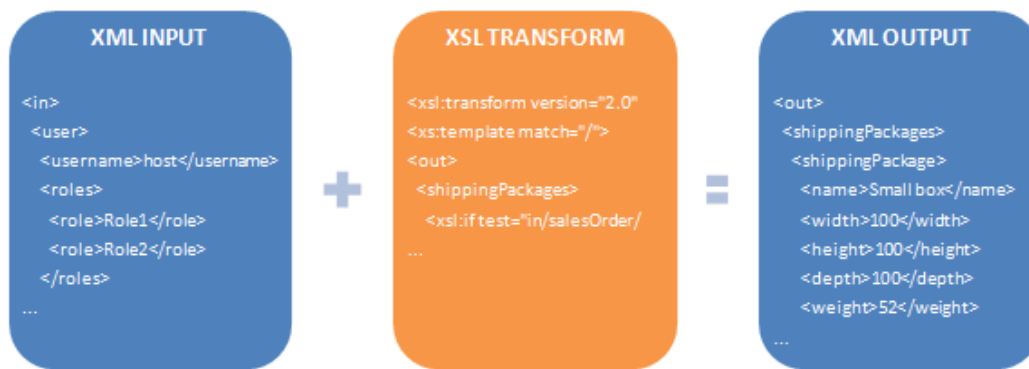 XML INPUT
<in>
<user>
<username>host</username>
<roles>
<role>Role1</role>
<role>Role2</role>
</roles>
...
XSL TRANSFORM
<xsl:transform version="2.0"
<xs:template match="/">
<out>
<shippingPackages>
<xsl:if test="in/salesOrder/
...
XML OUTPUT
<out>
<shippingPackages>
<shippingPackage>
<name>Small box</name>
<width>100</width>
<height>100</height>
<depth>100</depth>
<weight>52</weight>
...